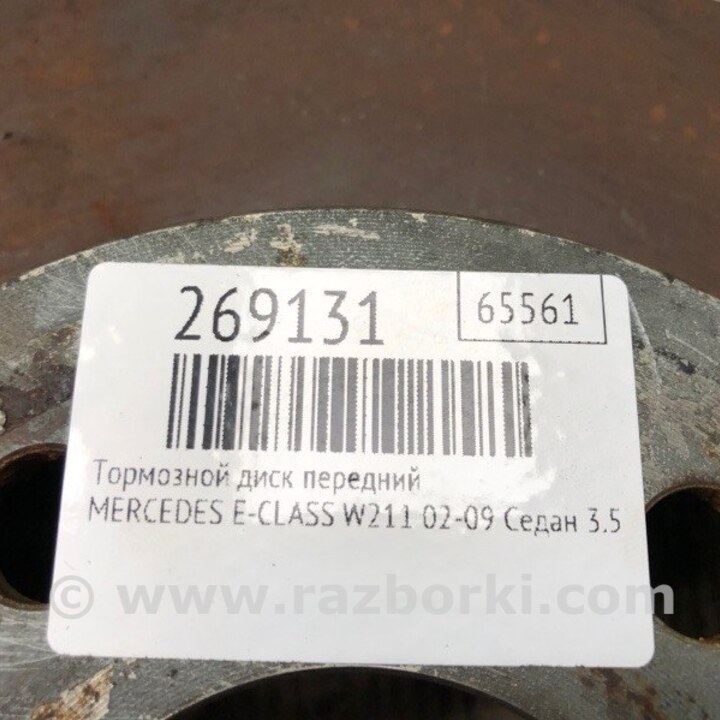 269131
65561
Тормозной диск передний
MERCEDES E-CLASS W211 02-09 Седан 3.5
© www.razborki.com